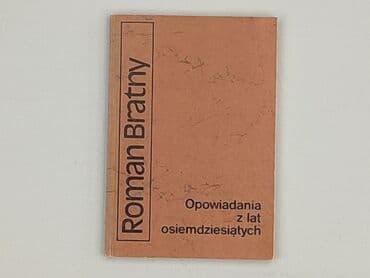 Roman Bratny
Opowiadania
z lat
osiemdziesiątych